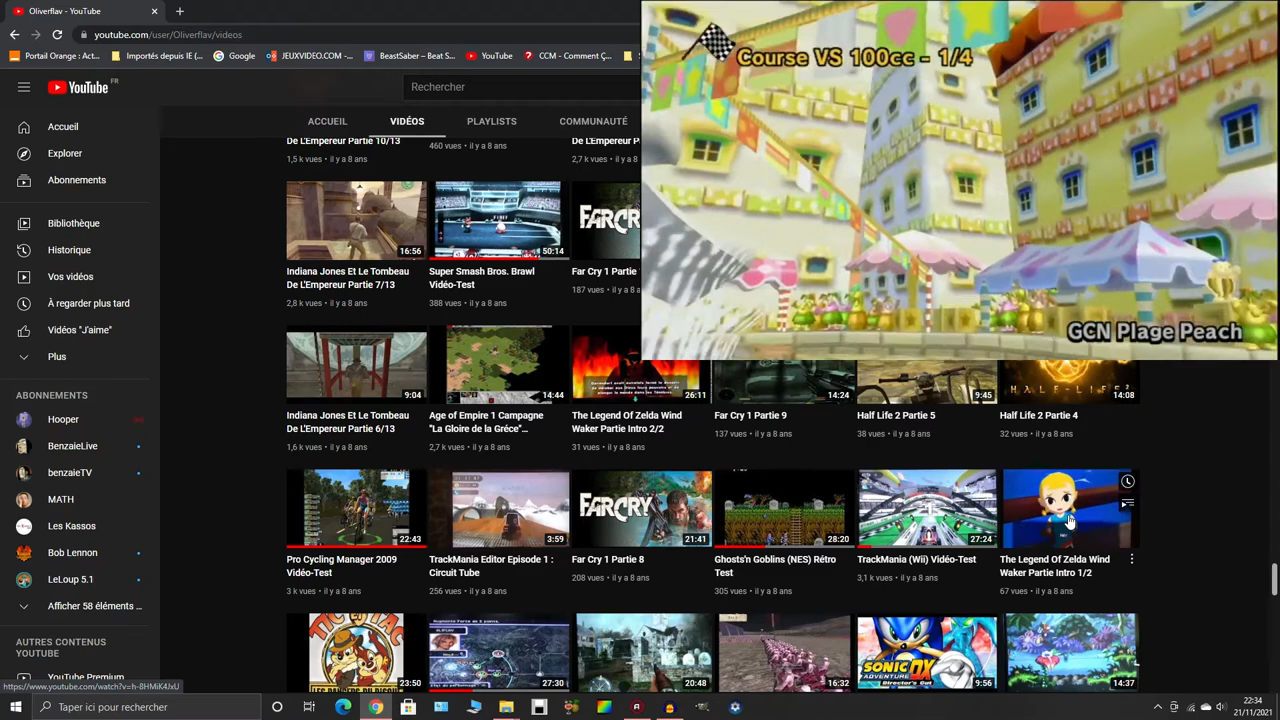 Oliverflav - YouTube
youtube.com/user/Oliverflav/videos
Importés depuis IE (f...
Google
JEUXVIDEO.COM - ...
BeastSaber - Beat S...
YouTube
CCM - Comment Ç...
YouTube FR
Rechercher
ACCUEIL
VIDÉOS
PLAYLISTS
COMMUNAUTÉ
Course VS 100cc - 1/4
GCN Plage Peach
Accueil
Explorer
Abonnements
Bibliothèque
Historique
Vos vidéos
À regarder plus tard
Vidéos "J'aime"
Plus
ABONNEMENTS
Hooper
BenzaieLive
benzaieTV
MATH
Les Kassos
Bob Lennon
LeLoup 5.1
Afficher 58 éléments ...
AUTRES CONTENUS
YOUTUBE
YouTube Premium
De L'Empereur Partie 10/13
1,5 k vues • il y a 8 ans
460 vues • il y a 8 ans
2,7 k vues • il y a 8 ans
16:56
50:14
FARCRY
Indiana Jones Et Le Tombeau
De L'Empereur Partie 7/13
2,8 k vues • il y a 8 ans
Super Smash Bros. Brawl
Vidéo-Test
388 vues • il y a 8 ans
Far Cry 1 Partie
187 vues • il y a 8 a
9:04
14:44
26:11
14:24
9:45
HALF-LIFE²
14:08
Indiana Jones Et Le Tombeau
De L'Empereur Partie 6/13
1,6 k vues • il y a 8 ans
Age of Empire 1 Campagne
"La Gloire de la Gréce"...
2,7 k vues • il y a 8 ans
The Legend Of Zelda Wind
Waker Partie Intro 2/2
31 vues • il y a 8 ans
Far Cry 1 Partie 9
137 vues • il y a 8 ans
Half Life 2 Partie 5
38 vues • il y a 8 ans
Half Life 2 Partie 4
32 vues • il y a 8 ans
22:43
3:59
FARCRY
21:41
28:20
27:24
Pro Cycling Manager 2009
Vidéo-Test
3 k vues • il y a 8 ans
TrackMania Editor Episode 1 :
Circuit Tube
256 vues • il y a 8 ans
Far Cry 1 Partie 8
208 vues • il y a 8 ans
Ghosts'n Goblins (NES) Rétro
Test
305 vues • il y a 8 ans
TrackMania (Wii) Vidéo-Test
3,1 k vues • il y a 8 ans
The Legend Of Zelda Wind
Waker Partie Intro 1/2
67 vues • il y a 8 ans
TIC ET TAC
23:50
27:30
20:48
16:32
SONIC
ADVENTURE DX
Director's Cut
9:56
14:37
https://www.youtube.com/watch?v=h-8HMiK4JxU
Taper ici pour rechercher
22:34
21/11/2021